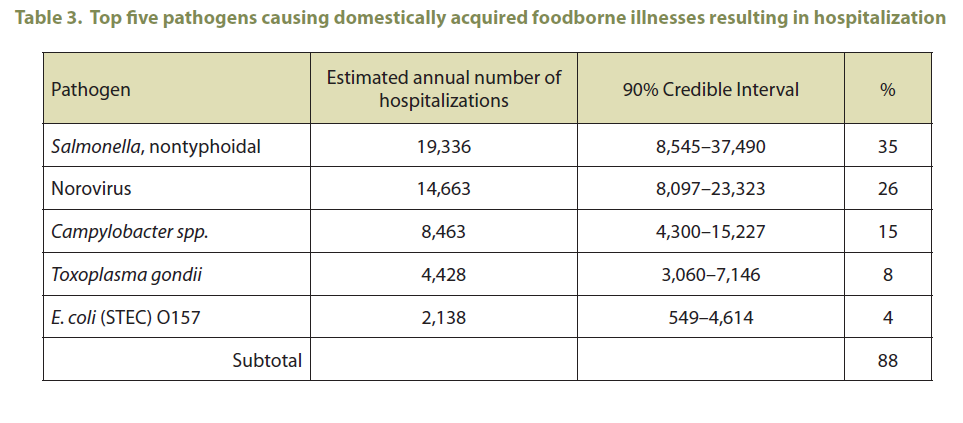 Table 3. Top five pathogens causing domestically acquired foodborne illnesses resulting in hospitalization
Pathogen Estimated annual number of hospitalizations 90% Credible Interval %
Salmonella, nontyphoidal 19,336 8,545–37,490 35
Norovirus 14,663 8,097–23,323 26
Campylobacter spp. 8,463 4,300–15,227 15
Toxoplasma gondii 4,428 3,060–7,146 8
E. coli (STEC) O157 2,138 549–4,614 4
Subtotal 88